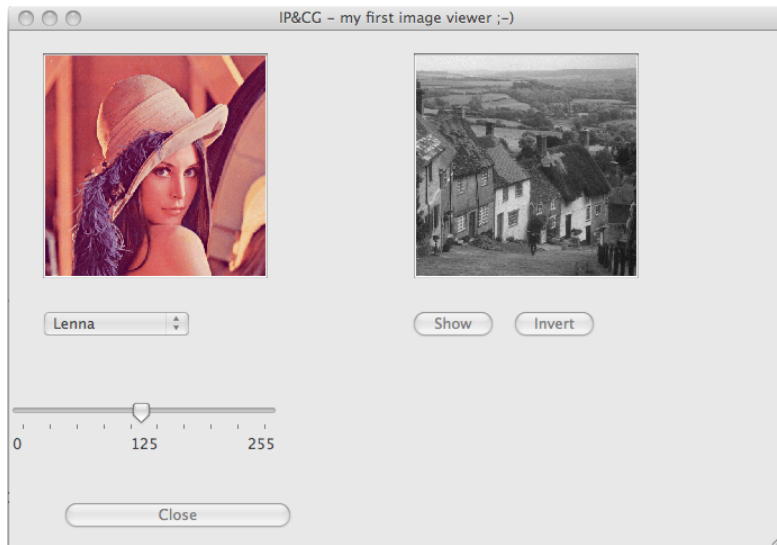 IP&CG - my first image viewer ;-)
Lenna
Show
Invert
0 125 255
Close